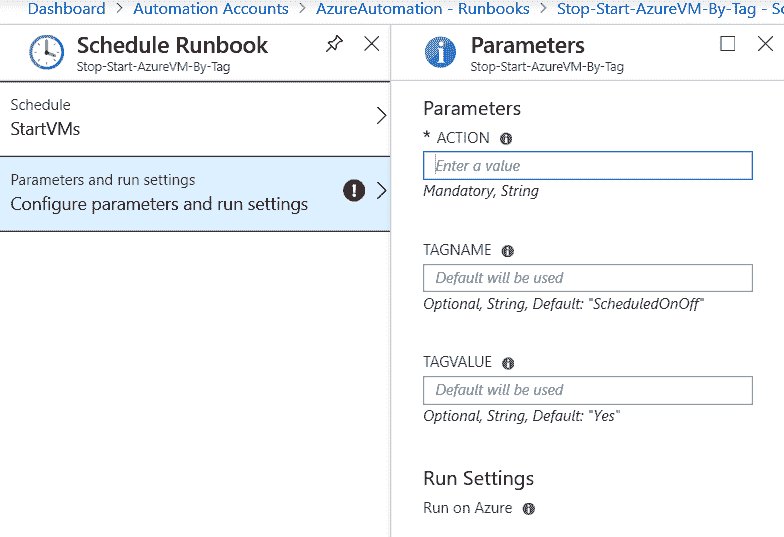 Dashboard > Automation Accounts > AzureAutomation - Runbooks > Stop-Start-AzureVM-By-Tag - Sc
Schedule Runbook
Stop-Start-AzureVM-By-Tag
Schedule
StartVMs
Parameters and run settings
Configure parameters and run settings
Parameters
Stop-Start-AzureVM-By-Tag
Parameters
* ACTION
Enter a value
Mandatory, String
TAGNAME
Default will be used
Optional, String, Default: "ScheduledOnOff"
TAGVALUE
Default will be used
Optional, String, Default: "Yes"
Run Settings
Run on Azure